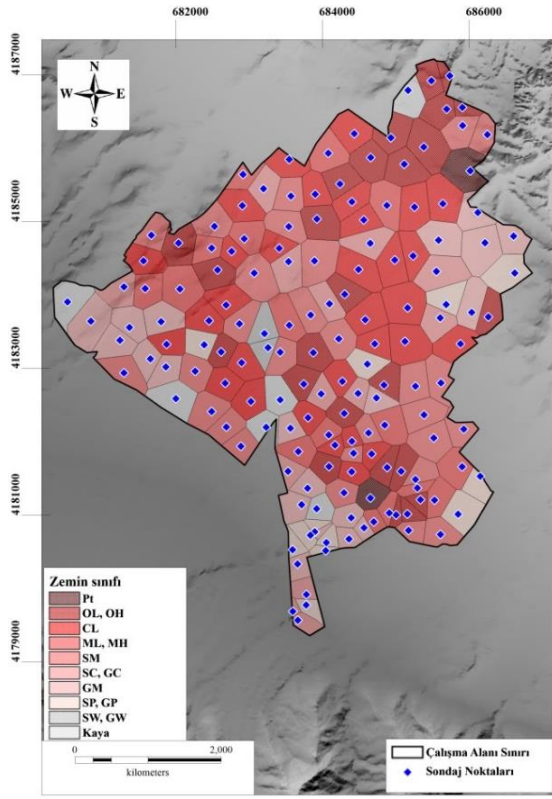 682000 684000 686000
4187000
N
W E
S
4185000
4183000
4181000
4179000
Zemin sınıfı
Pt
OL, OH
CL
ML, MH
SM
SC, GC
GM
SP, GP
SW, GW
Kaya
0 2,000
kilometers
Çalışma Alanı Sınırı
Sondaj Noktaları